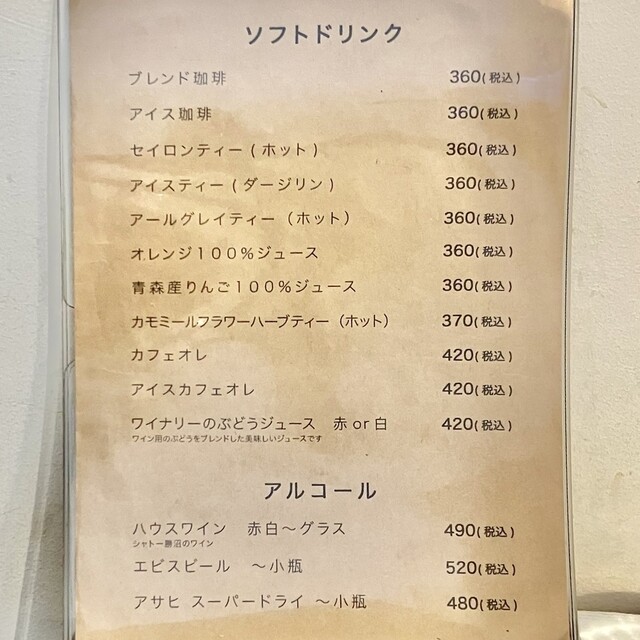 ソフトドリンク
ブレンド珈琲 360(税込)
アイス珈琲 360(税込)
セイロンティー(ホット) 360(税込)
アイスティー(ダージリン) 360(税込)
アールグレイティー(ホット) 360(税込)
オレンジ100%ジュース 360(税込)
青森産りんご100%ジュース 360(税込)
カモミールフラワーハーブティー(ホット) 370(税込)
カフェオレ 420(税込)
アイスカフェオレ 420(税込)
ワイナリーのぶどうジュース 赤 or 白 420(税込)
ワイン用のぶどうをブレンドした美味しいジュースです
アルコール
ハウスワイン 赤白～グラス 490(税込)
シャトー勝沼のワイン
エビスビール ～小瓶 520(税込)
アサヒ スーパードライ ～小瓶 480(税込)